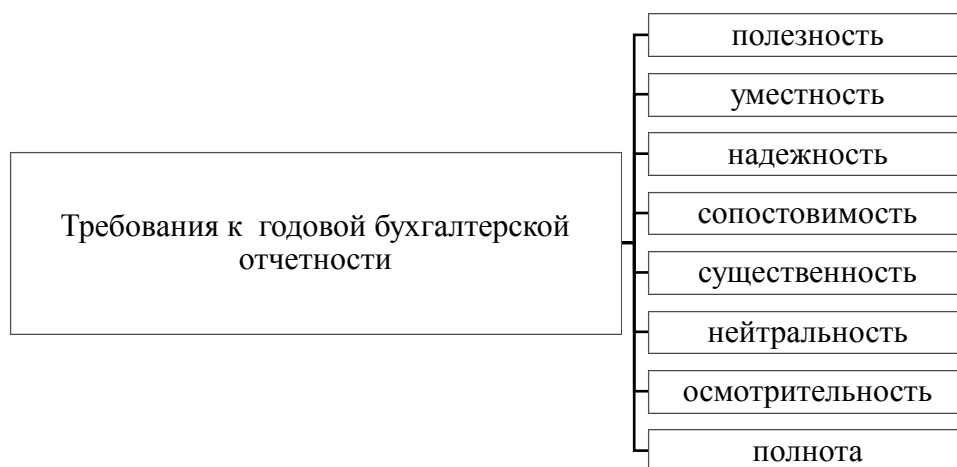 полезность
уместность
надежность
Требования к годовой бухгалтерской
отчетности
сопостовимость
существенность
нейтральность
осмотрительность
полнота